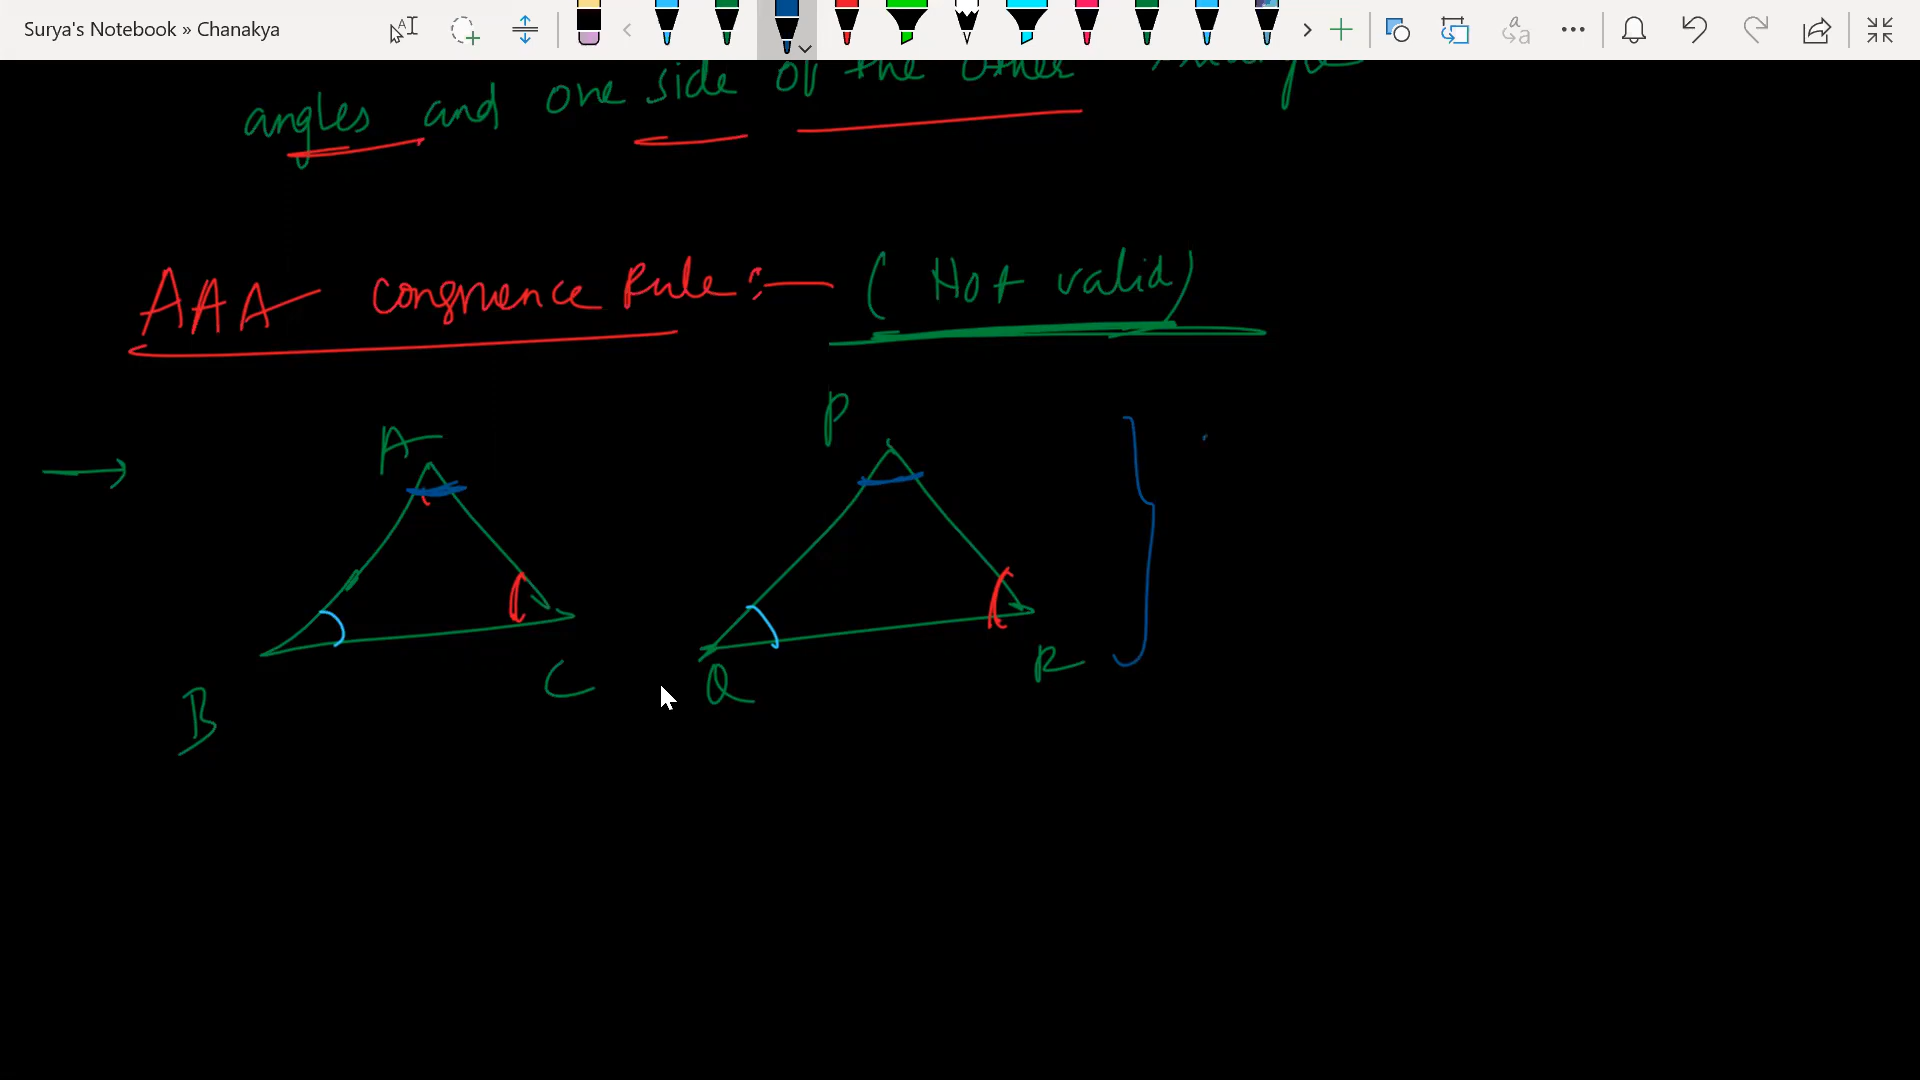 Surya's Notebook » Chanakya
angles and one side of the other
AAA congruence Rule :— (Not valid)
A
P
B
C
Q
R